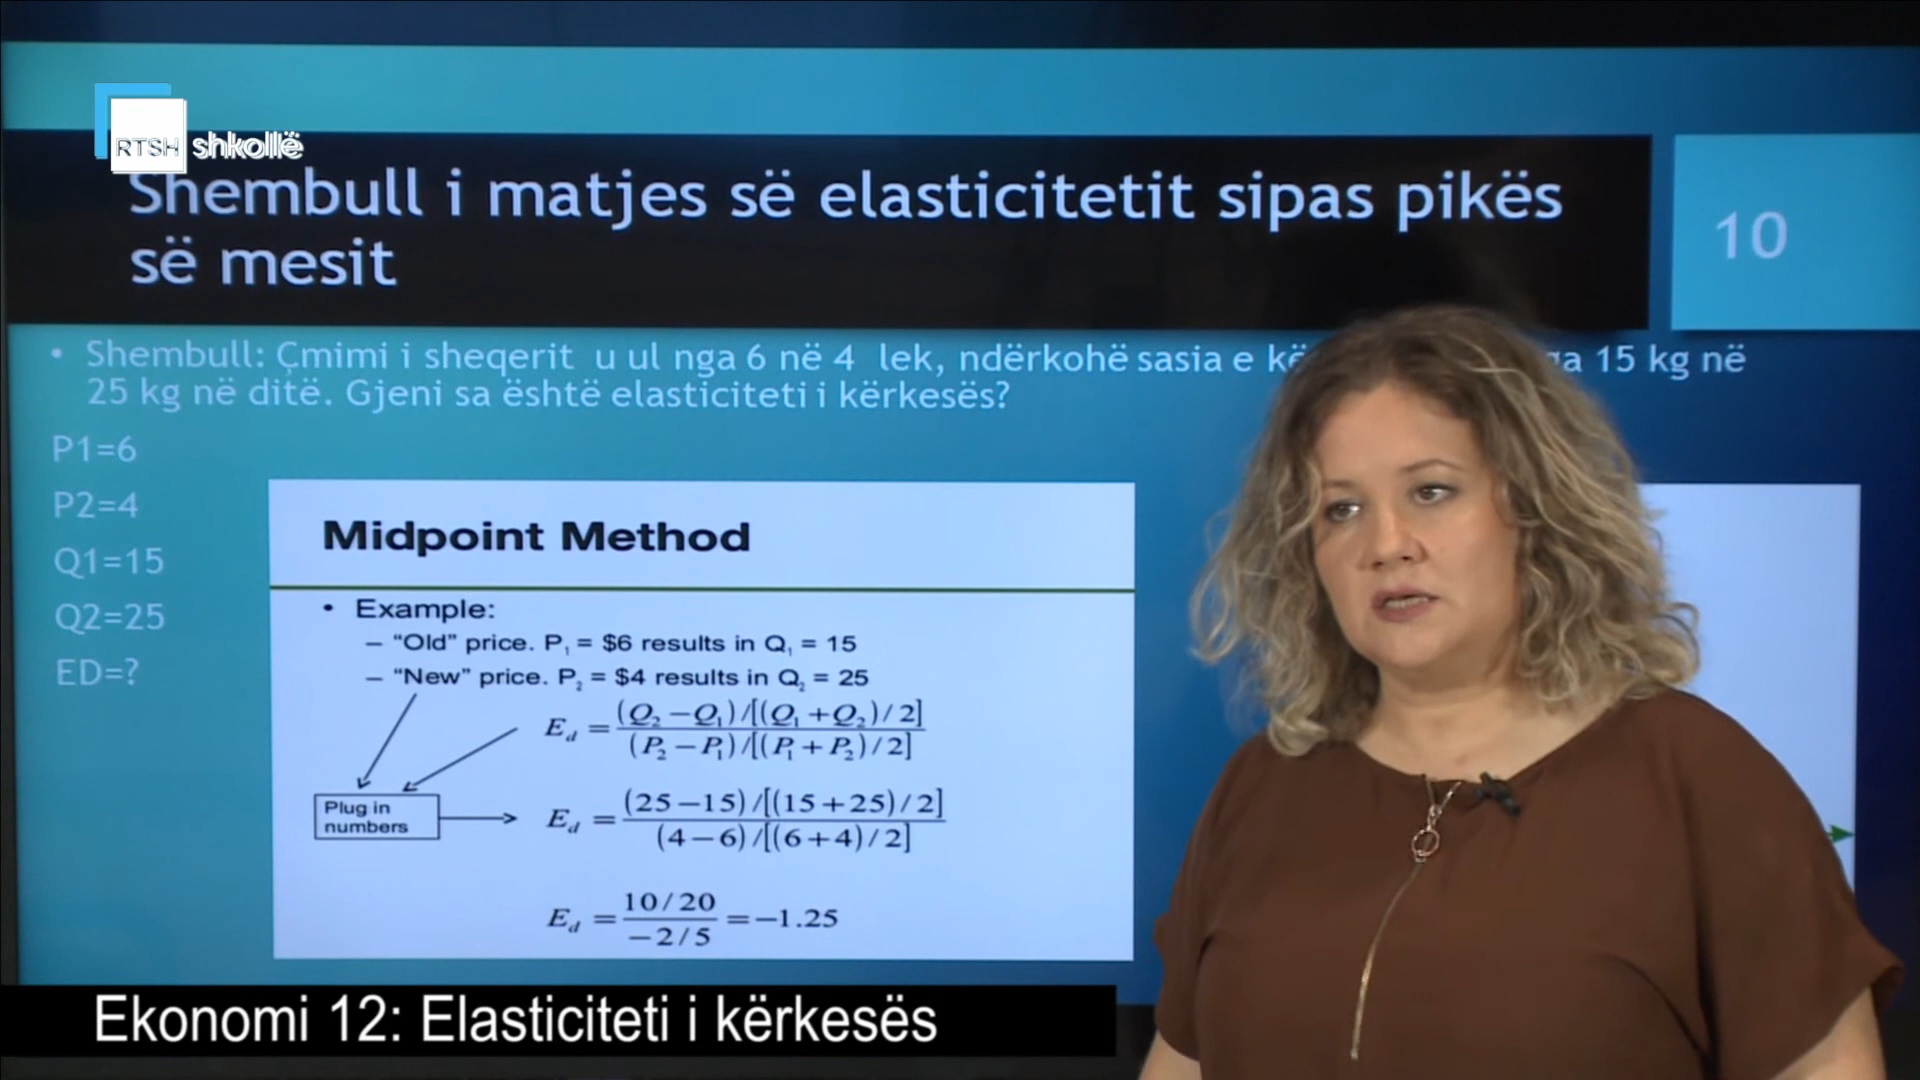 RTSH shkollë
Shembull i matjes së elasticitetit sipas pikës
së mesit
10
• Shembull: Çmimi i sheqerit u ul nga 6 në 4 lek, ndërkohë sasia e 15 kg në
25 kg në ditë. Gjeni sa është elasticiteti i kërkesës?
P1=6
P2=4
Q1=15
Q2=25
ED=?
Midpoint Method
• Example:
– “Old” price. P₁ = $6 results in Q₁ = 15
– “New” price. P₂ = $4 results in Q₂ = 25
E_d = (Q₂ – Q₁) / [(Q₁ + Q₂) / 2]
(P₂ – P₁) / [(P₁ + P₂) / 2]
Plug in
numbers
E_d = (25 – 15) / [(15 + 25) / 2]
(4 – 6) / [(6 + 4) / 2]
E_d = 10 / 20 = –1.25
–2 / 5
Ekonomi 12: Elasticiteti i kërkesës